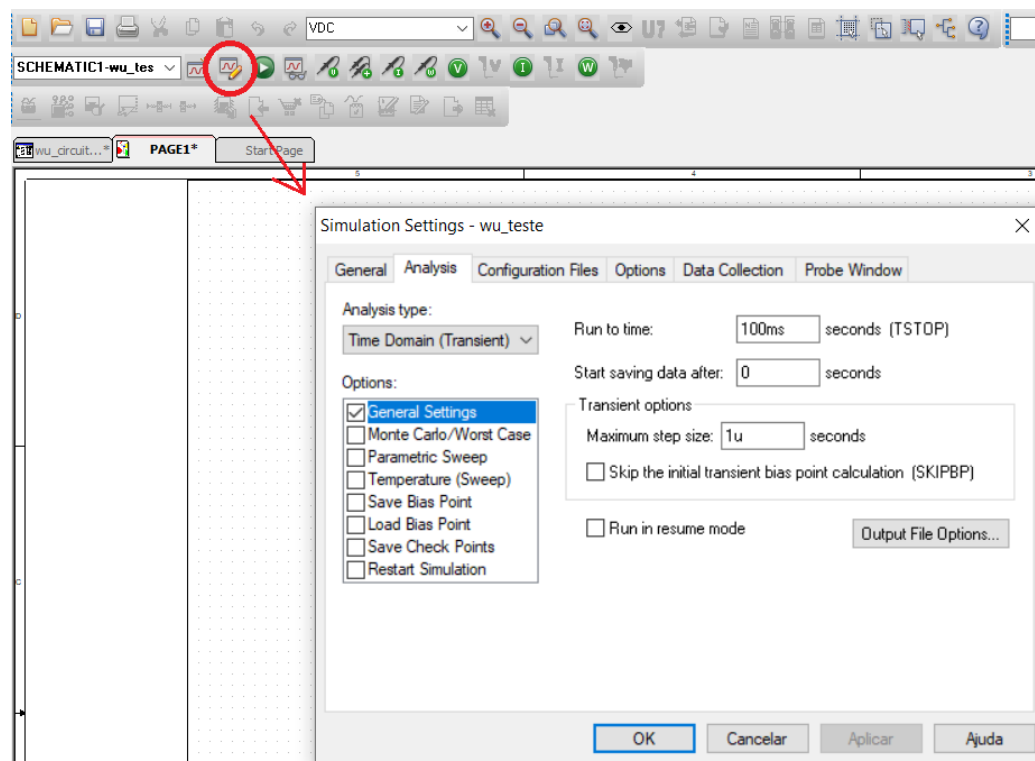 VDC
U?
SCHEMATIC1-wu_tes
V I W
wu_circuit...* PAGE1* Start Page
5 4 3
Simulation Settings - wu_teste
General Analysis Configuration Files Options Data Collection Probe Window
Analysis type:
Time Domain (Transient)
Run to time: 100ms seconds (TSTOP)
Start saving data after: 0 seconds
Options:
General Settings
Monte Carlo/Worst Case
Parametric Sweep
Temperature (Sweep)
Save Bias Point
Load Bias Point
Save Check Points
Restart Simulation
Transient options
Maximum step size: 1u seconds
Skip the initial transient bias point calculation (SKIPBP)
Run in resume mode
Output File Options...
D
C
OK Cancelar Aplicar Ajuda